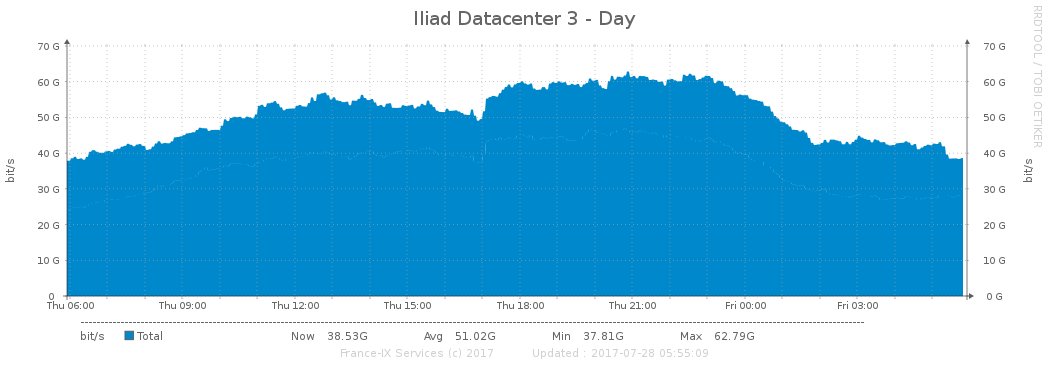 Iliad Datacenter 3 - Day
RRDTOOL / TOBI OETIKER
70 G 70 G
60 G 60 G
50 G 50 G
40 G 40 G
30 G 30 G
20 G 20 G
10 G 10 G
0 0 G
bit/s bit/s
Thu 06:00 Thu 09:00 Thu 12:00 Thu 15:00 Thu 18:00 Thu 21:00 Fri 00:00 Fri 03:00
bit/s Total Now 38.53G Avg 51.02G Min 37.81G Max 62.79G
France-IX Services (c) 2017 Updated : 2017-07-28 05:55:09